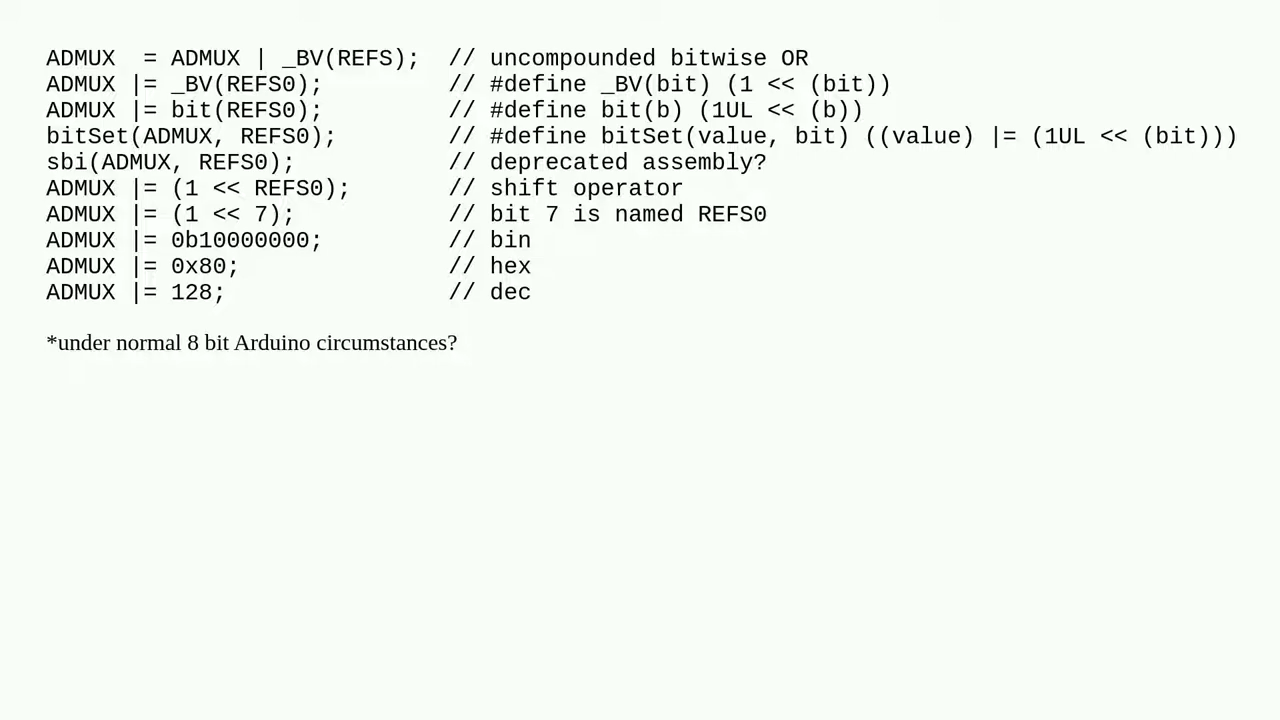 ADMUX  = ADMUX | _BV(REFS);  // uncompounded bitwise OR
ADMUX |= _BV(REFS0);         // #define _BV(bit) (1 << (bit))
ADMUX |= bit(REFS0);         // #define bit(b) (1UL << (b))
bitSet(ADMUX, REFS0);        // #define bitSet(value, bit) ((value) |= (1UL << (bit)))
sbi(ADMUX, REFS0);           // deprecated assembly?
ADMUX |= (1 << REFS0);       // shift operator
ADMUX |= (1 << 7);           // bit 7 is named REFS0
ADMUX |= 0b10000000;         // bin
ADMUX |= 0x80;               // hex
ADMUX |= 128;                // dec
*under normal 8 bit Arduino circumstances?